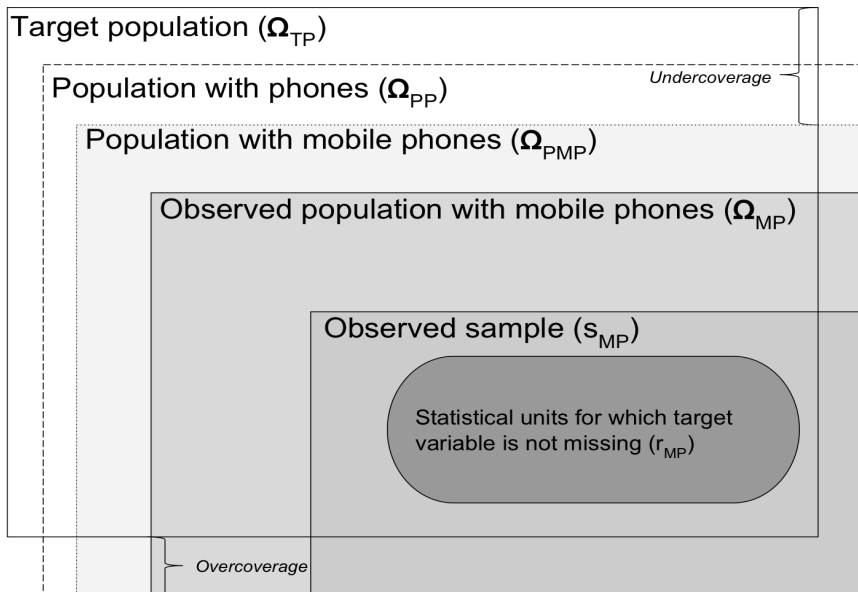 Target population (Ω_TP)
Undercoverage
Population with phones (Ω_PP)
Population with mobile phones (Ω_PMP)
Observed population with mobile phones (Ω_MP)
Observed sample (s_MP)
Statistical units for which target
variable is not missing (r_MP)
Overcoverage